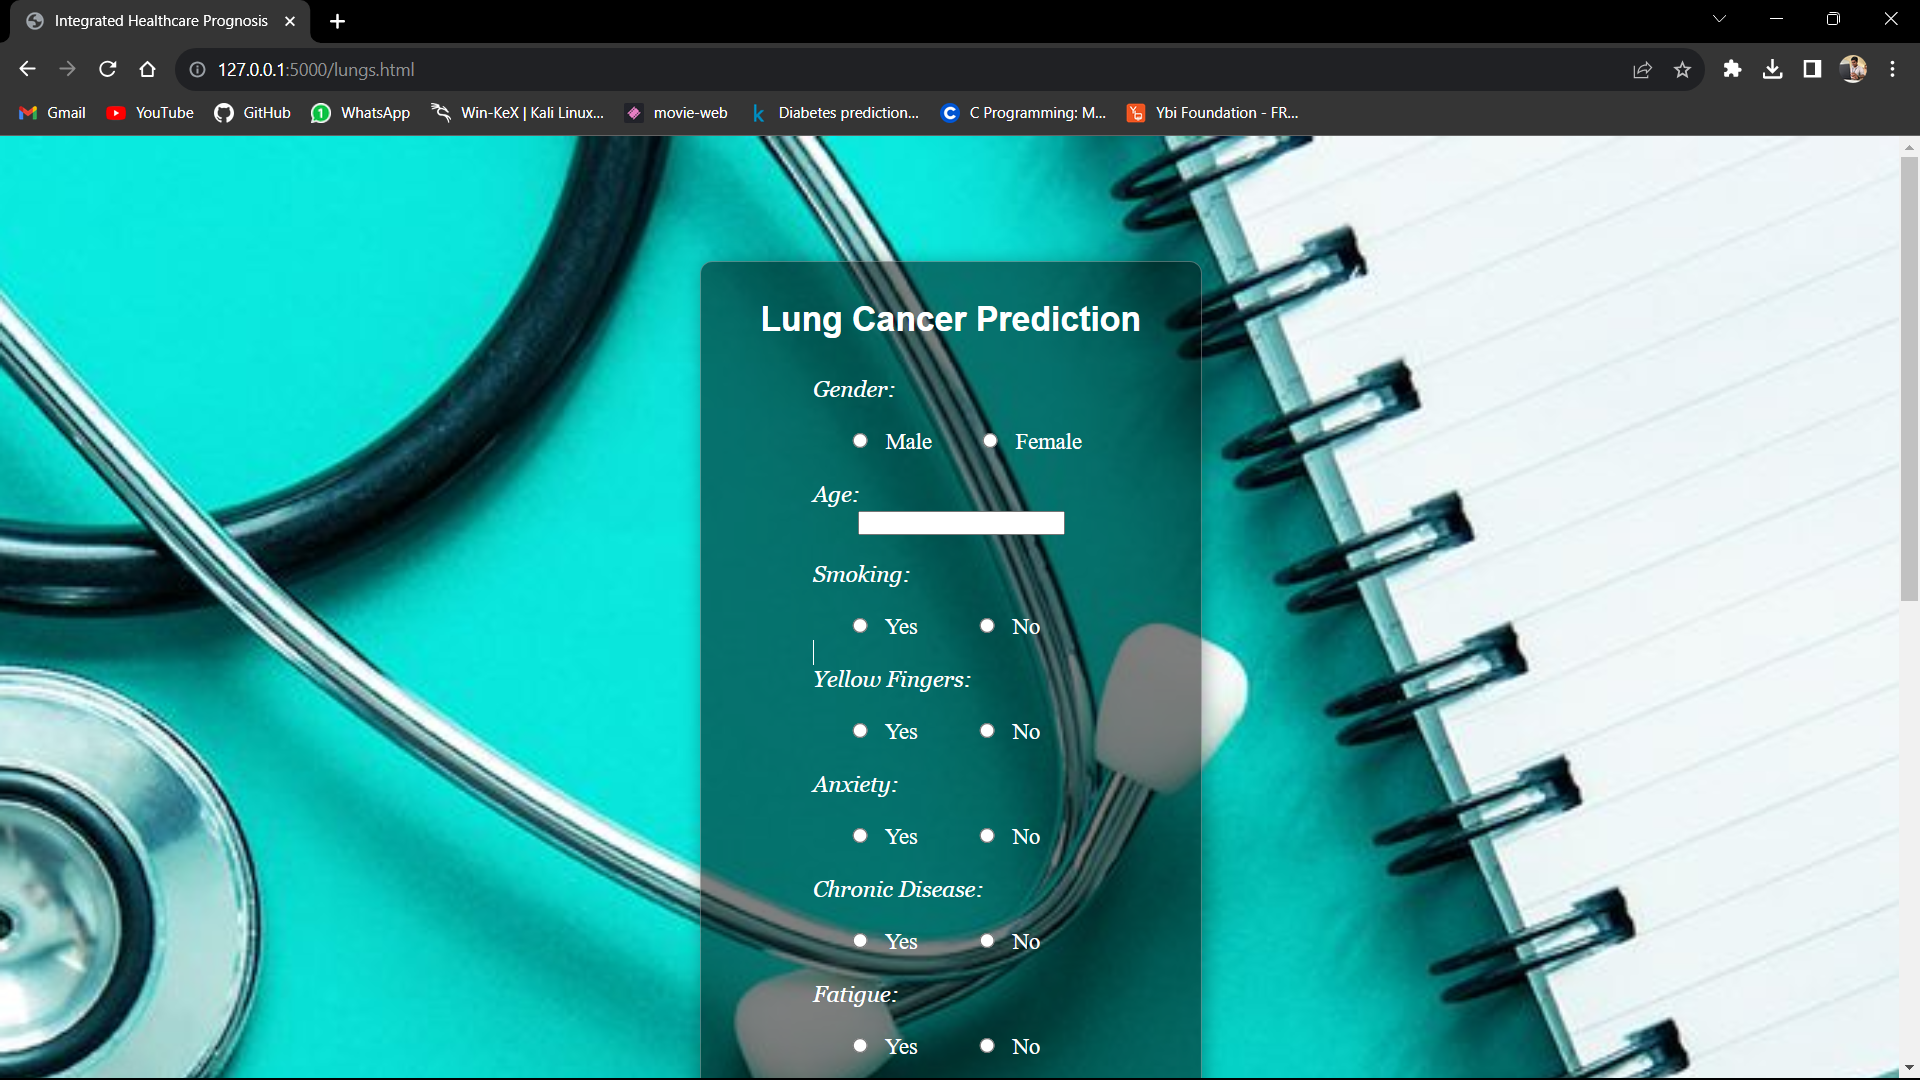 Integrated Healthcare Prognosis
127.0.0.1:5000/lungs.html
Gmail YouTube GitHub 1 WhatsApp Win-KeX | Kali Linux... movie-web k Diabetes prediction... C C Programming: M... Ybi Foundation - FR...
Lung Cancer Prediction
Gender:
Male Female
Age:
Smoking:
Yes No
Yellow Fingers:
Yes No
Anxiety:
Yes No
Chronic Disease:
Yes No
Fatigue:
Yes No